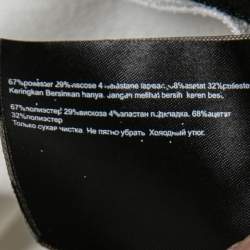 67%poliester 29%viscose 4%elastane lapisan 68%asetat 32%poliester
Keringkan Bersihkan hanya. Jangan melihat bersih keren besi.
67%полиэстер 29%вискоза 4%эластан подкладка. 68%ацетат
32%полиэстер
Только сухая чистка. Не пятно убрать. Холодный утюг.